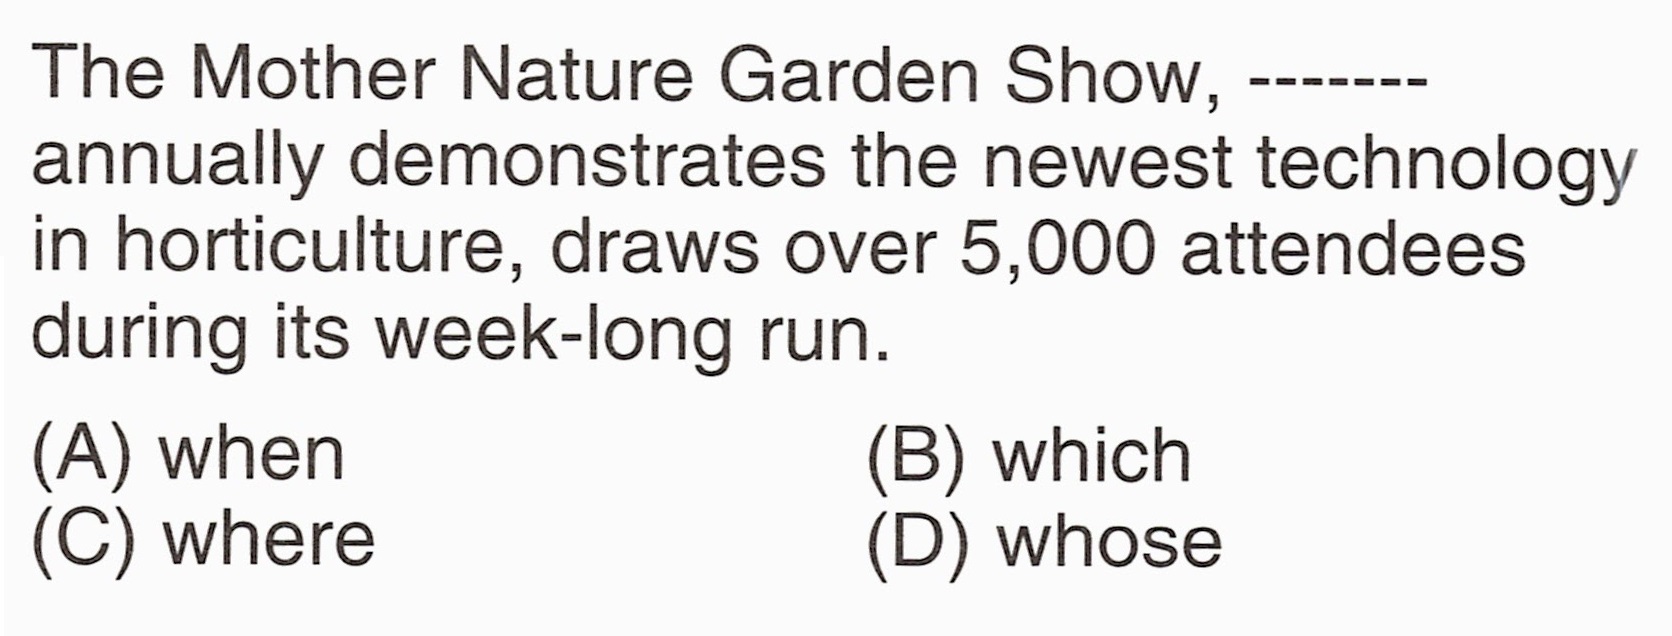 The Mother Nature Garden Show, -------
annually demonstrates the newest technology
in horticulture, draws over 5,000 attendees
during its week-long run.
(A) when (B) which
(C) where (D) whose